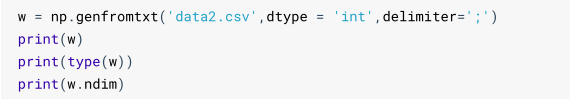 w = np.genfromtxt('data2.csv',dtype = 'int',delimiter=';')
print(w)
print(type(w))
print(w.ndim)